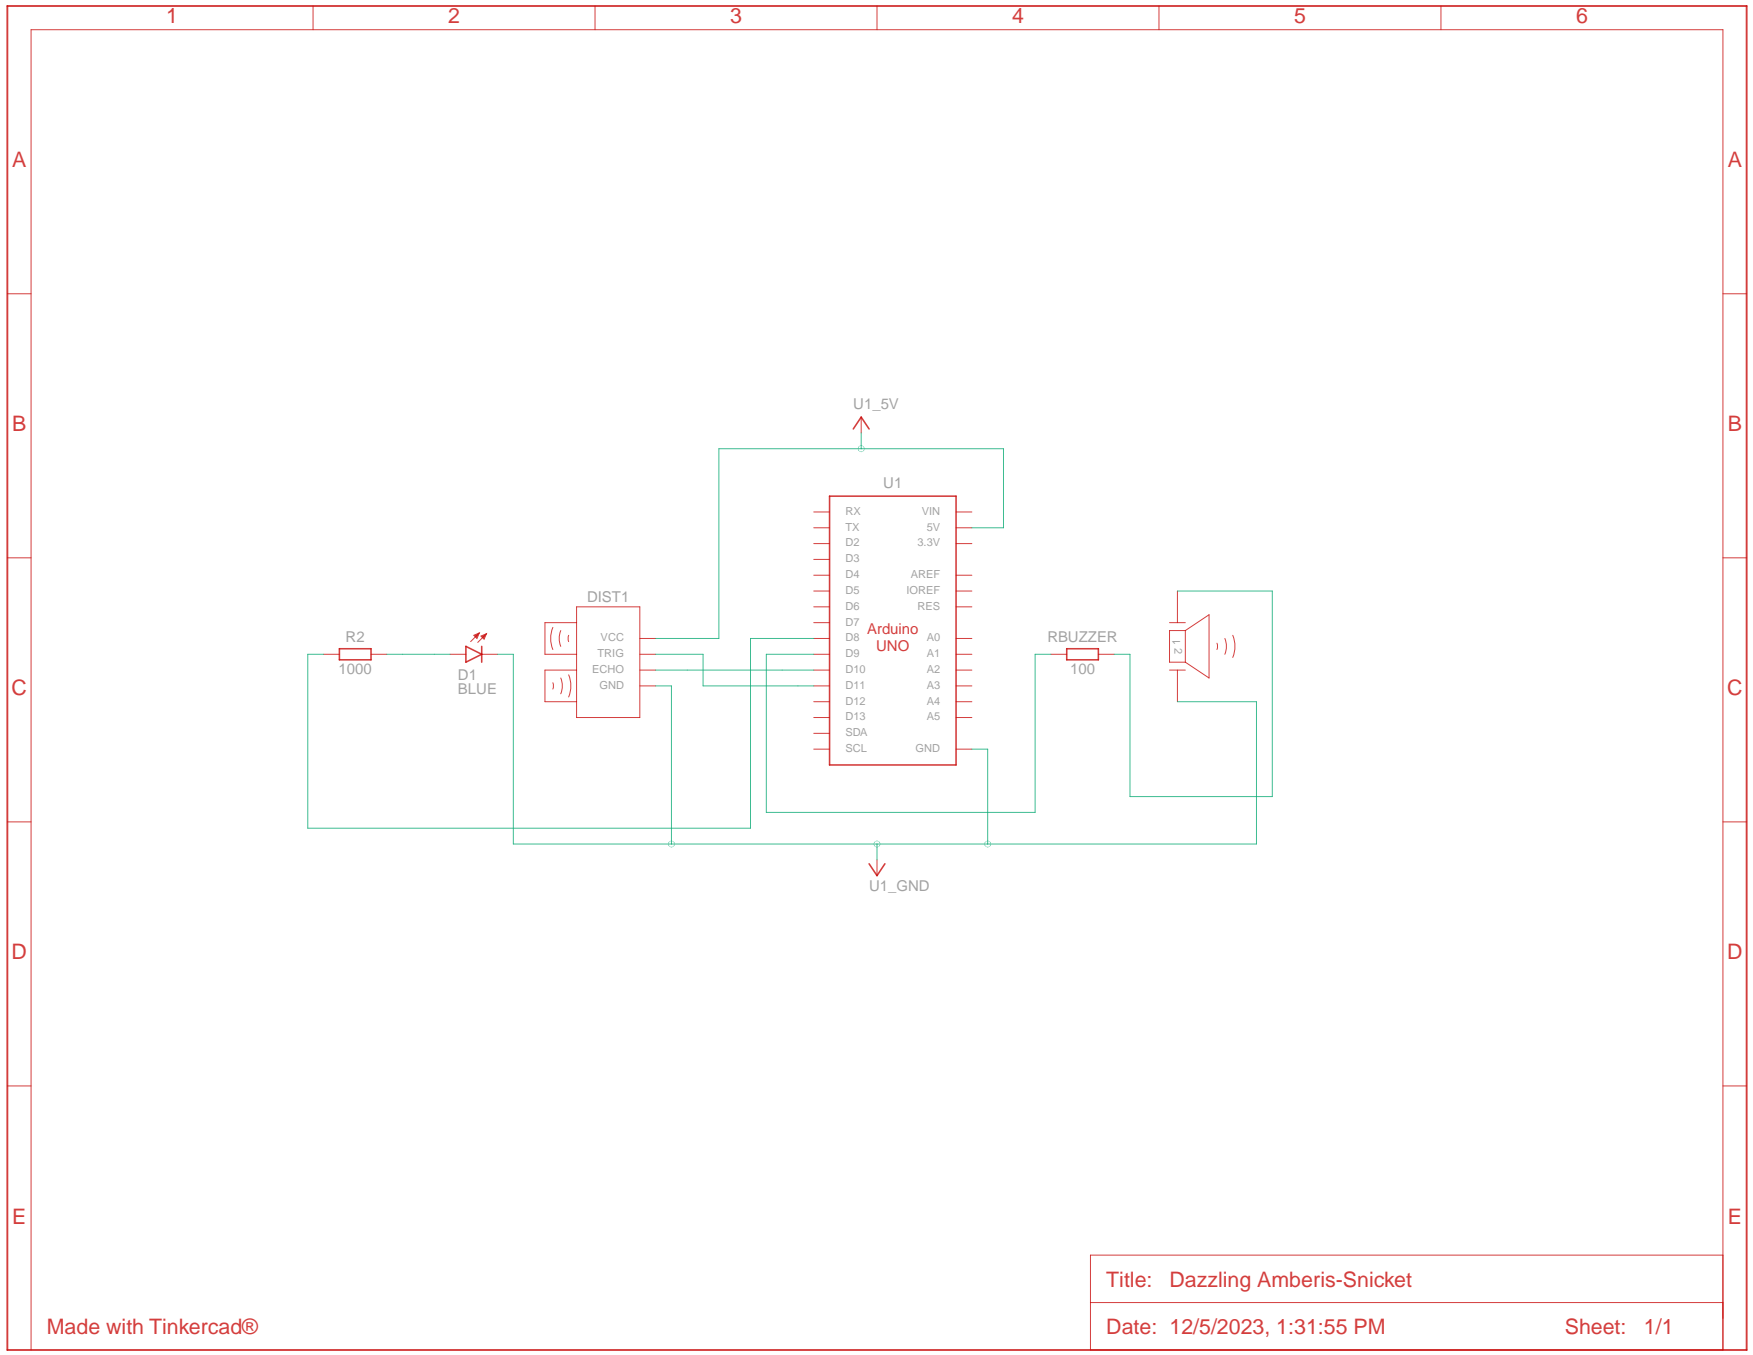 1 2 3 4 5 6
A A
B B
C C
D D
E E
U1_5V
U1
RX VIN
TX 5V
D2 3.3V
D3
D4 AREF
D5 IOREF
D6 RES
D7
Arduino
UNO
D8 A0
D9 A1
D10 A2
D11 A3
D12 A4
D13 A5
SDA
SCL GND
DIST1
VCC
TRIG
ECHO
GND
R2
1000
D1
BLUE
RBUZZER
100
1 2
U1_GND
Title: Dazzling Amberis-Snicket
Date: 12/5/2023, 1:31:55 PM Sheet: 1/1
Made with Tinkercad®